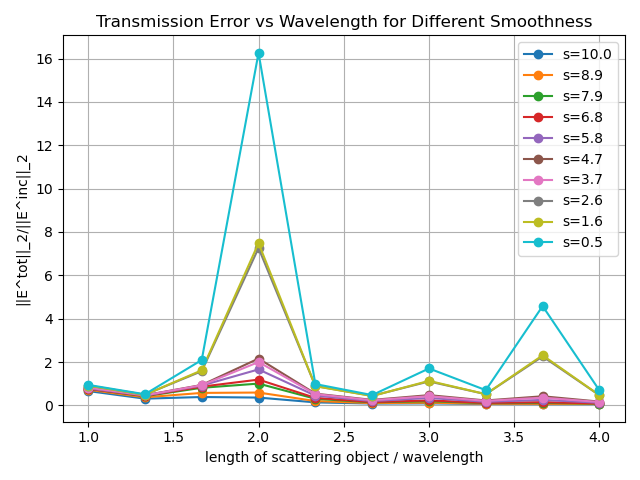 Transmission Error vs Wavelength for Different Smoothness
||E^tot||_2/||E^inc||_2
16
14
12
10
8
6
4
2
0
1.0 1.5 2.0 2.5 3.0 3.5 4.0
length of scattering object / wavelength
s=10.0
s=8.9
s=7.9
s=6.8
s=5.8
s=4.7
s=3.7
s=2.6
s=1.6
s=0.5